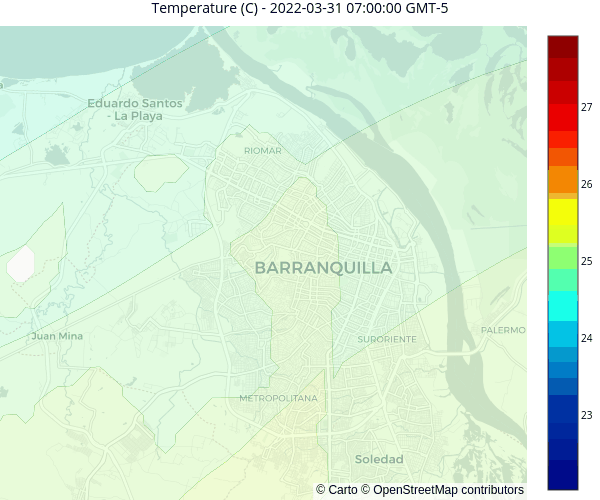 Temperature (C) - 2022-03-31 07:00:00 GMT-5
Eduardo Santos
- La Playa
RIOMAR
BARRANQUILLA
Juan Mina
SURORIENTE
PALERMO
METROPOLITANA
Soledad
© Carto © OpenStreetMap contributors
27
26
25
24
23